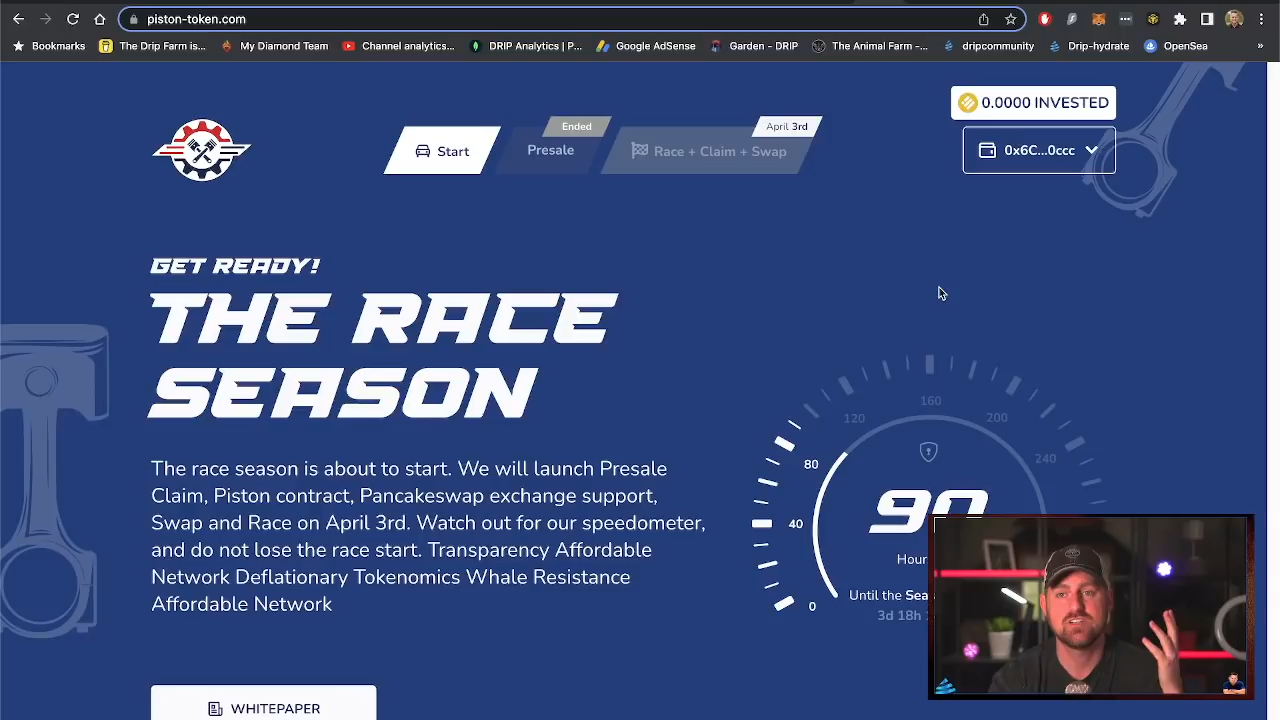 piston-token.com
Bookmarks
The Drip Farm is...
My Diamond Team
Channel analytics...
DRIP Analytics | P...
Google AdSense
Garden - DRIP
The Animal Farm -...
dripcommunity
Drip-hydrate
OpenSea
»
0.0000 INVESTED
Start
Ended
Presale
April 3rd
Race + Claim + Swap
0x6C...0ccc
GET READY!
THE RACE
SEASON
The race season is about to start. We will launch Presale
Claim, Piston contract, Pancakeswap exchange support,
Swap and Race on April 3rd. Watch out for our speedometer,
and do not lose the race start. Transparency Affordable
Network Deflationary Tokenomics Whale Resistance
Affordable Network
WHITEPAPER
0
40
80
120
160
200
240
90
Hour
Until the Sea
3d 18h